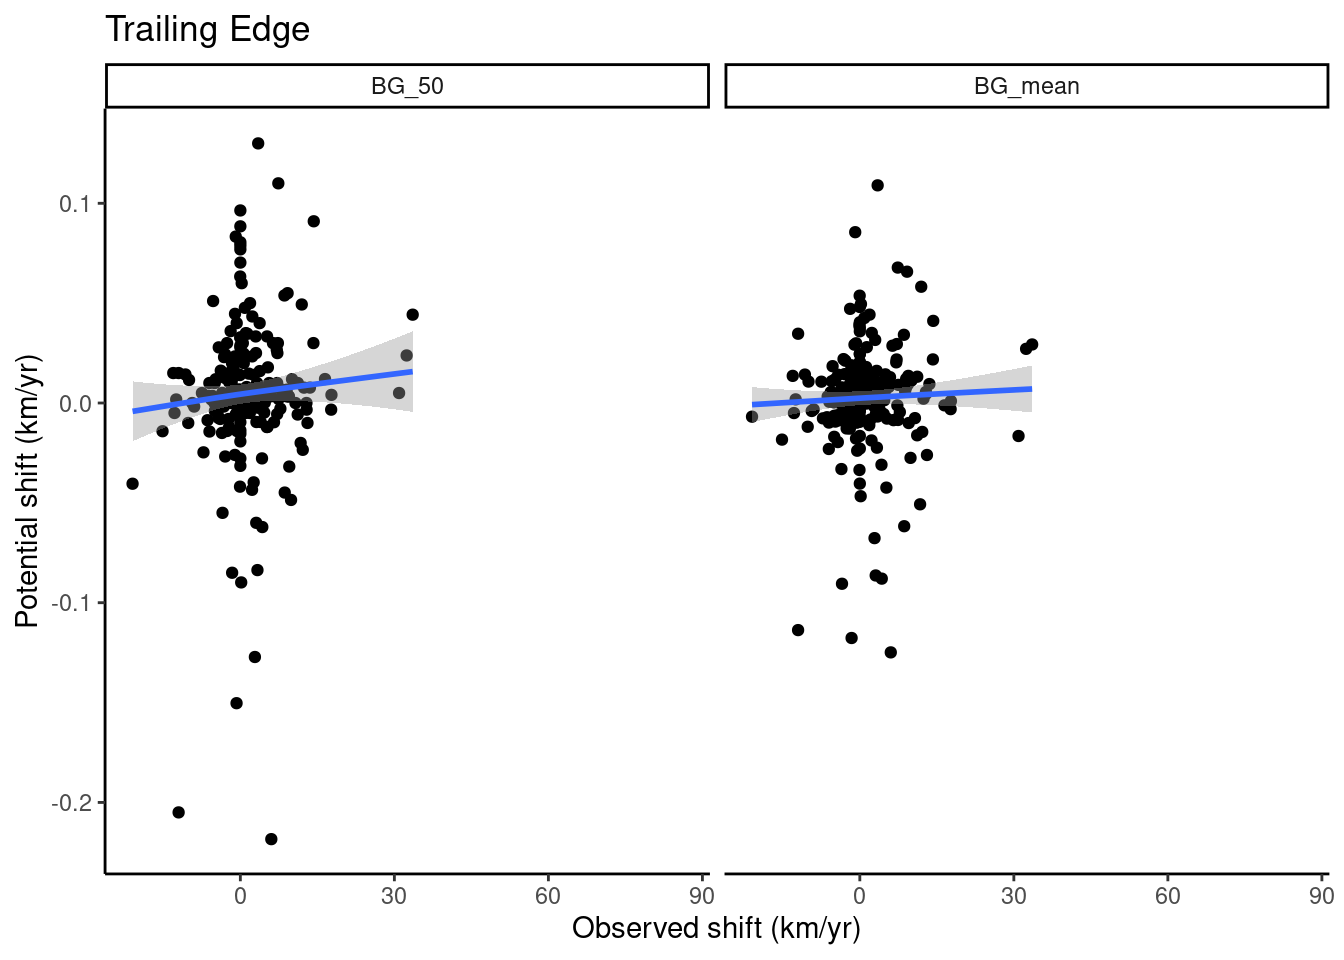 Trailing Edge
BG_50
BG_mean
Potential shift (km/yr)
0.1
0.0
-0.1
-0.2
0 30 60 90
0 30 60 90
Observed shift (km/yr)